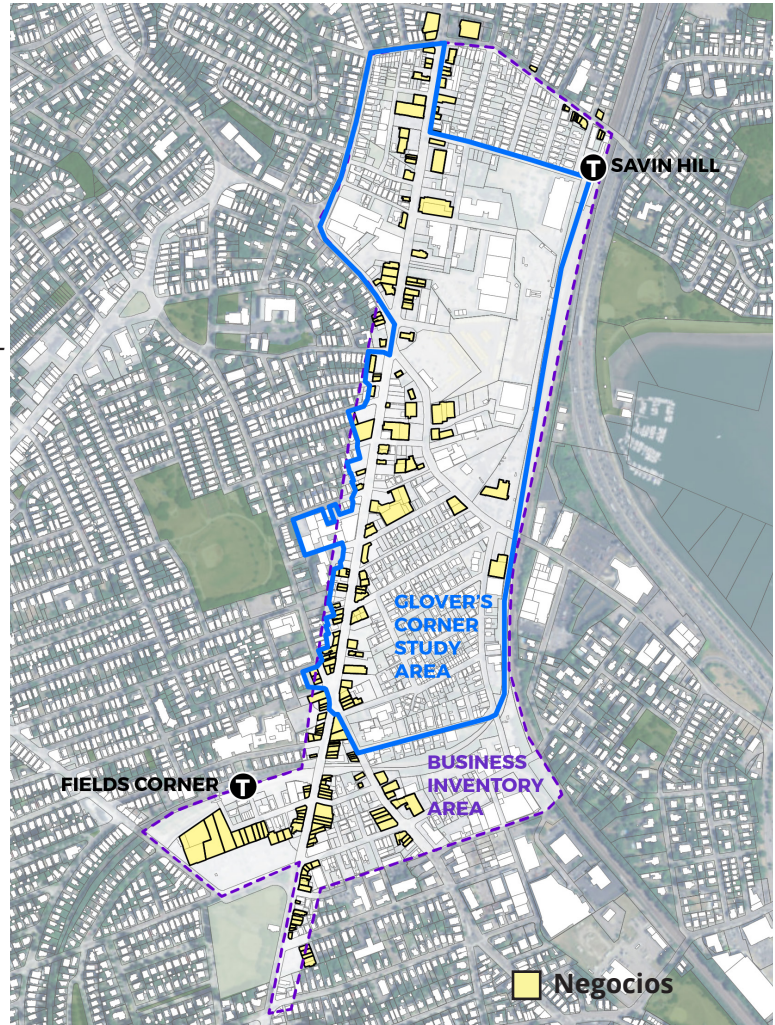 T SAVIN HILL
GLOVER'S
CORNER
STUDY
AREA
BUSINESS
INVENTORY
AREA
FIELDS CORNER T
Negocios